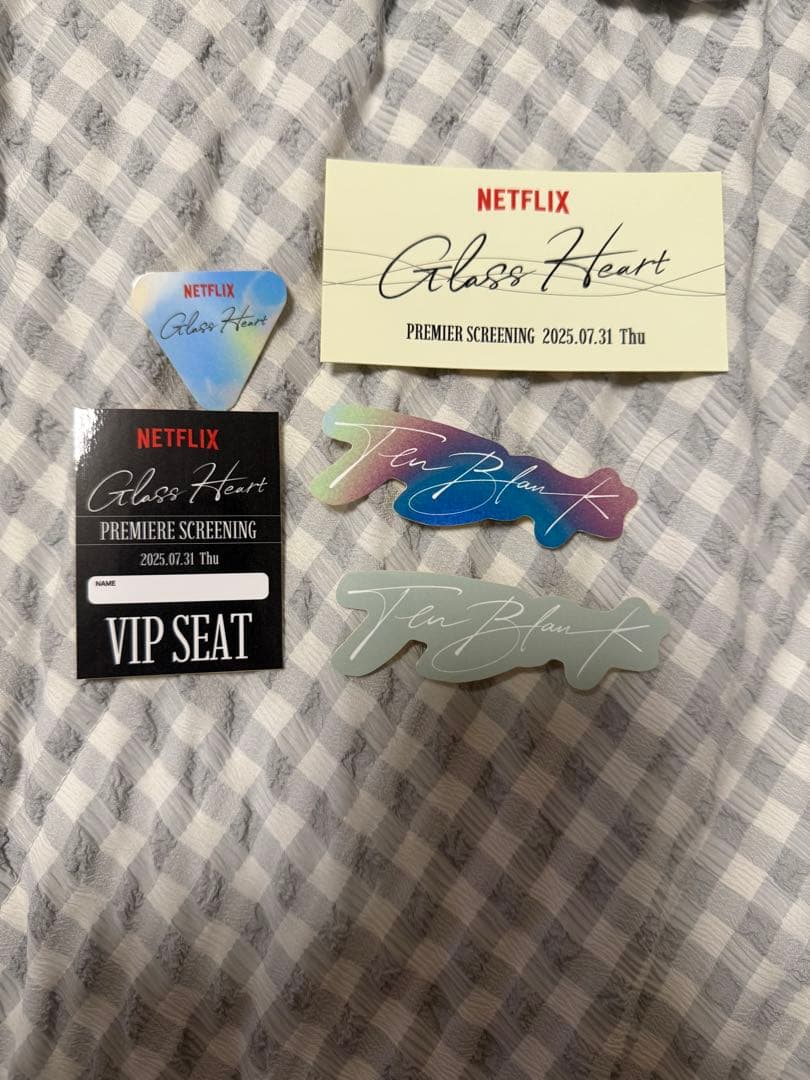 NETFLIX
Glass Heart
PREMIER SCREENING 2025.07.31 Thu
NETFLIX
Glass Heart
NETFLIX
Glass Heart
PREMIERE SCREENING
2025.07.31 Thu
NAME
VIP SEAT
Ten Blank
Ten Blank